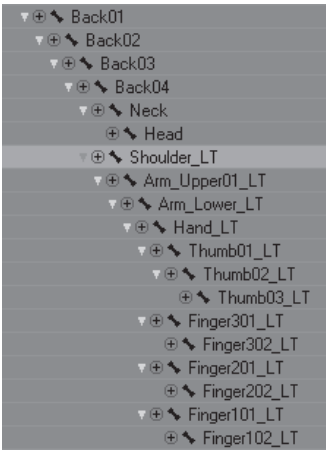 Back01
Back02
Back03
Back04
Neck
Head
Shoulder_LT
Arm_Upper01_LT
Arm_Lower_LT
Hand_LT
Thumb01_LT
Thumb02_LT
Thumb03_LT
Finger301_LT
Finger302_LT
Finger201_LT
Finger202_LT
Finger101_LT
Finger102_LT